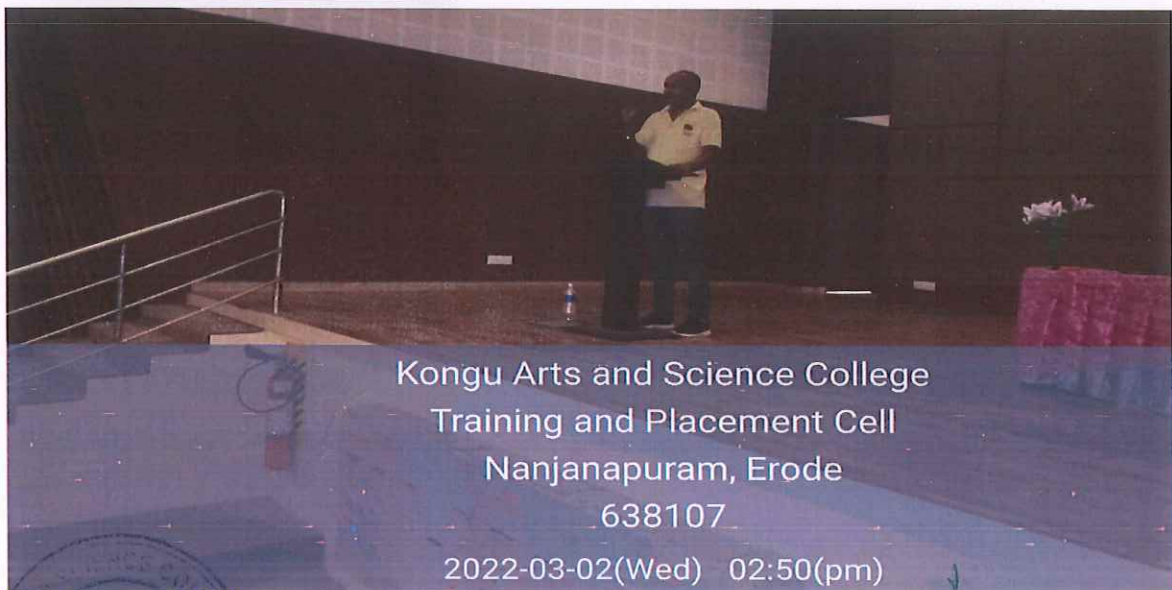 Kongu Arts and Science College
Training and Placement Cell
Nanjanapuram, Erode
638107
2022-03-02(Wed) 02:50(pm)